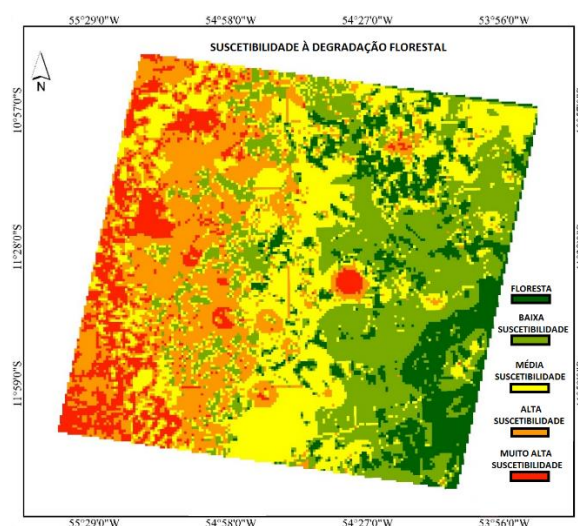 55°29'0"W 54°58'0"W 54°27'0"W 53°56'0"W
SUSCETIBILIDADE À DEGRADAÇÃO FLORESTAL
N
10°57'0"S
11°28'0"S
11°59'0"S
FLORESTA
BAIXA
SUSCETIBILIDADE
MÉDIA
SUSCETIBILIDADE
ALTA
SUSCETIBILIDADE
MUITO ALTA
SUSCETIBILIDADE
55°29'0"W 54°58'0"W 54°27'0"W 53°56'0"W